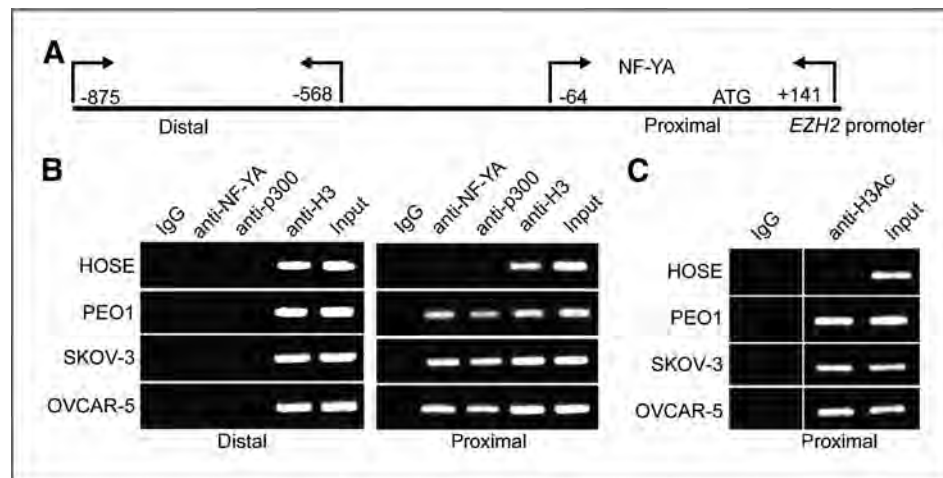 A
NF-YA
-875
-568
-64
ATG
+141
Distal
Proximal
EZH2 promoter
B
IgG
anti-NF-YA
anti-p300
anti-H3
Input
IgG
anti-NF-YA
anti-p300
anti-H3
Input
HOSE
PEO1
SKOV-3
OVCAR-5
Distal
Proximal
C
IgG
anti-H3Ac
Input
HOSE
PEO1
SKOV-3
OVCAR-5
Proximal